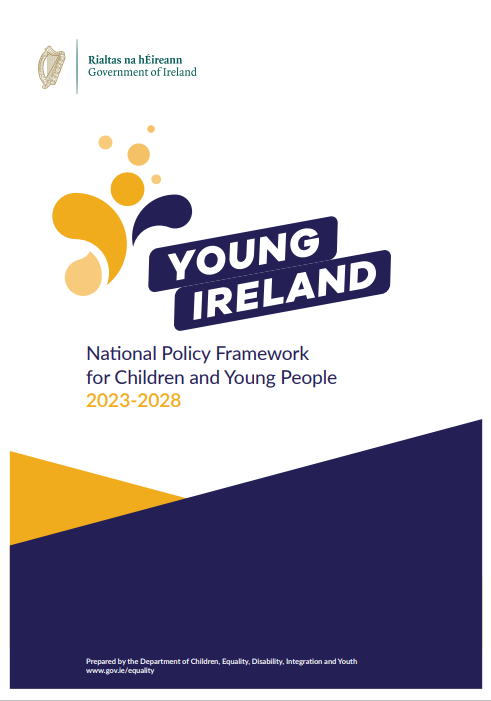 Rialtas na hÉireann
Government of Ireland
YOUNG
IRELAND
National Policy Framework
for Children and Young People
2023-2028
Prepared by the Department of Children, Equality, Disability, Integration and Youth
www.gov.ie/equality